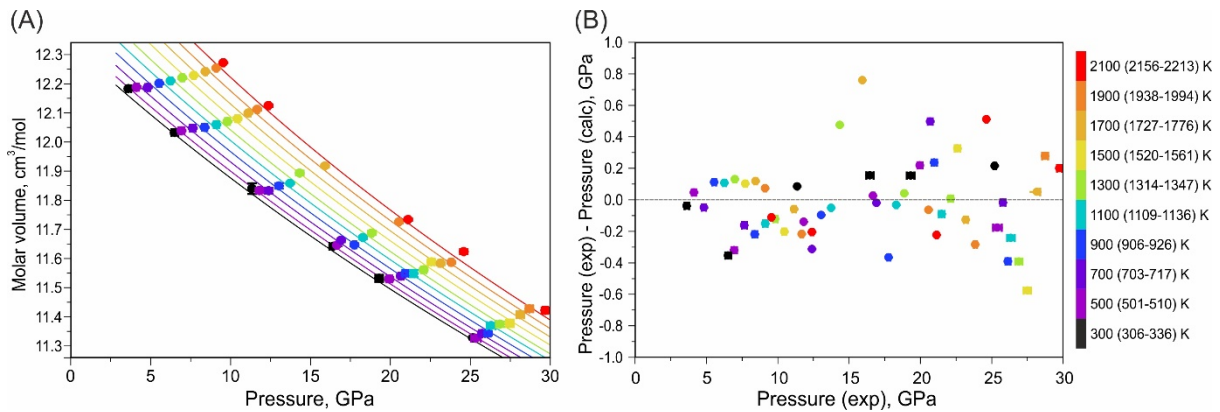 (A)
12.3
12.2
12.1
12.0
11.9
11.8
11.7
11.6
11.5
11.4
11.3
Molar volume, cm³/mol
0 5 10 15 20 25 30
Pressure, GPa
(B)
1.0
0.8
0.6
0.4
0.2
0.0
-0.2
-0.4
-0.6
-0.8
-1.0
Pressure (exp) - Pressure (calc), GPa
0 5 10 15 20 25 30
Pressure (exp), GPa
2100 (2156-2213) K
1900 (1938-1994) K
1700 (1727-1776) K
1500 (1520-1561) K
1300 (1314-1347) K
1100 (1109-1136) K
900 (906-926) K
700 (703-717) K
500 (501-510) K
300 (306-336) K